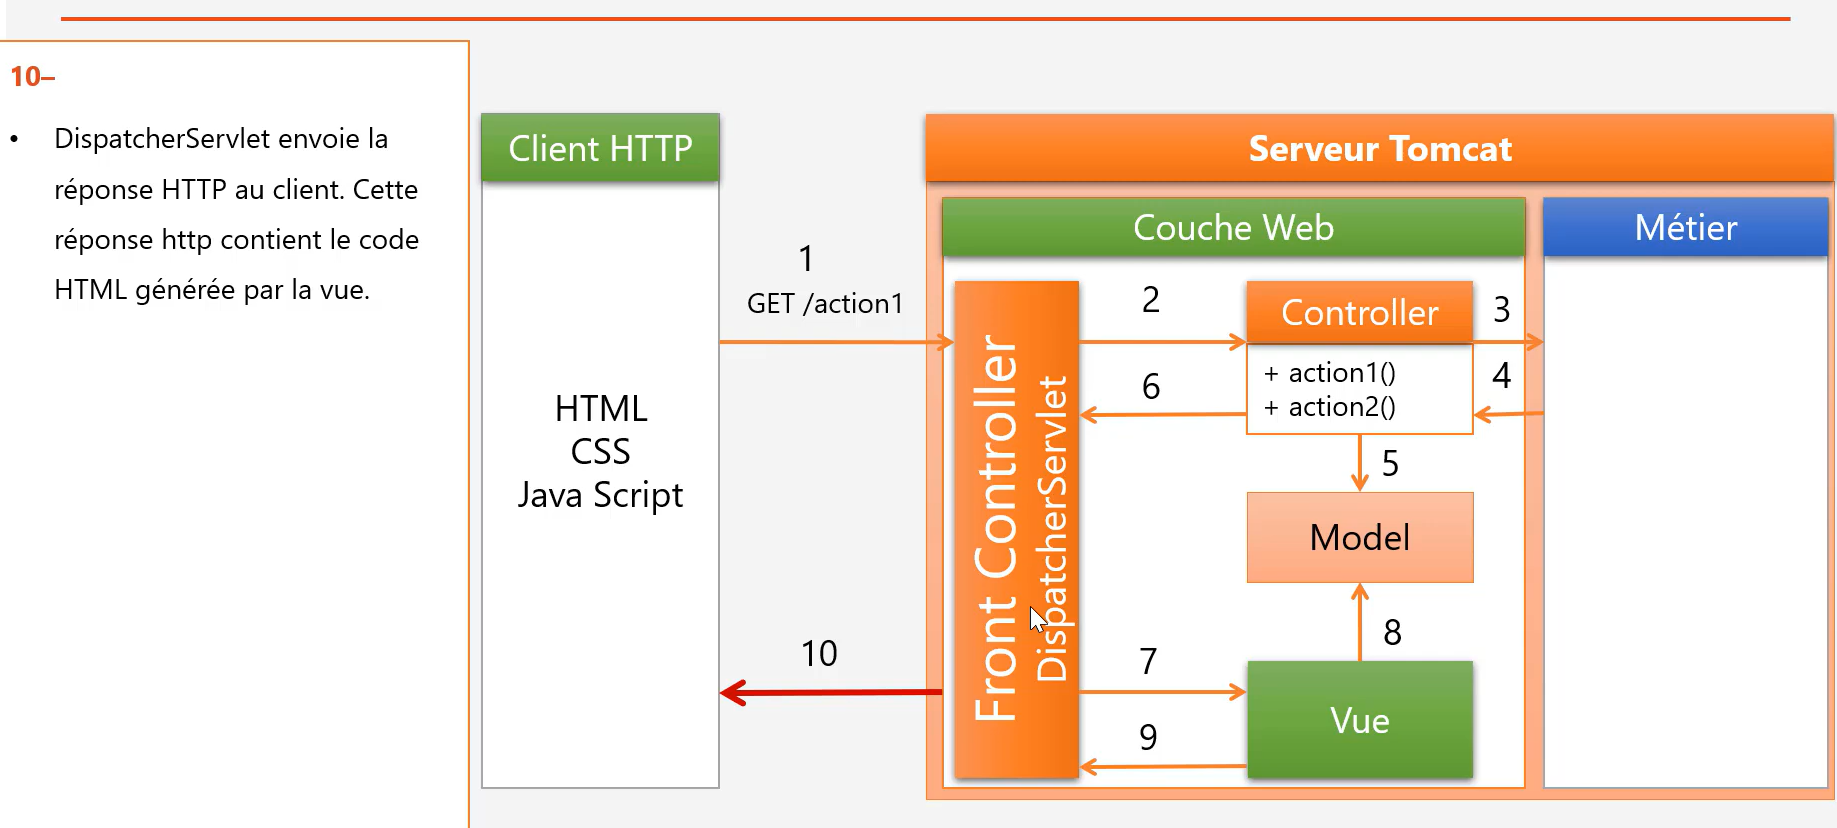 10–
• DispatcherServlet envoie la
réponse HTTP au client. Cette
réponse http contient le code
HTML générée par la vue.
Client HTTP
HTML
CSS
Java Script
1
GET /action1
10
Serveur Tomcat
Couche Web
Métier
Front Controller
DispatcherServlet
2
Controller
3
+ action1()
+ action2()
4
6
5
Model
8
7
Vue
9